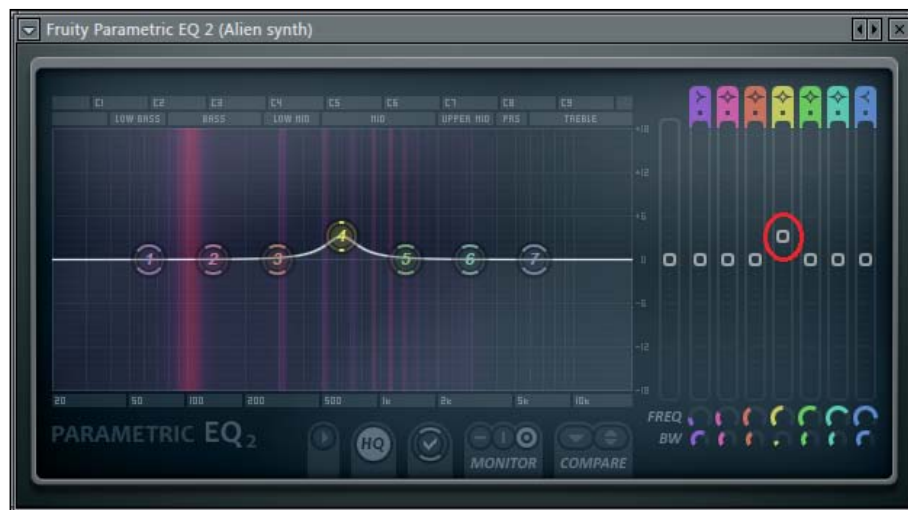 Fruity Parametric EQ 2 (Alien synth)
C1 C2 C3 C4 C5 C6 C7 C8 C9
LOW BASS BASS LOW MID MID UPPER MID PRS TREBLE
+18
+12
+6
1 2 3 4 5 6 7 0
-6
-12
-18
20 50 100 200 500 1k 2k 5k 10k
FREQ
BW
PARAMETRIC EQ 2
HQ
MONITOR COMPARE